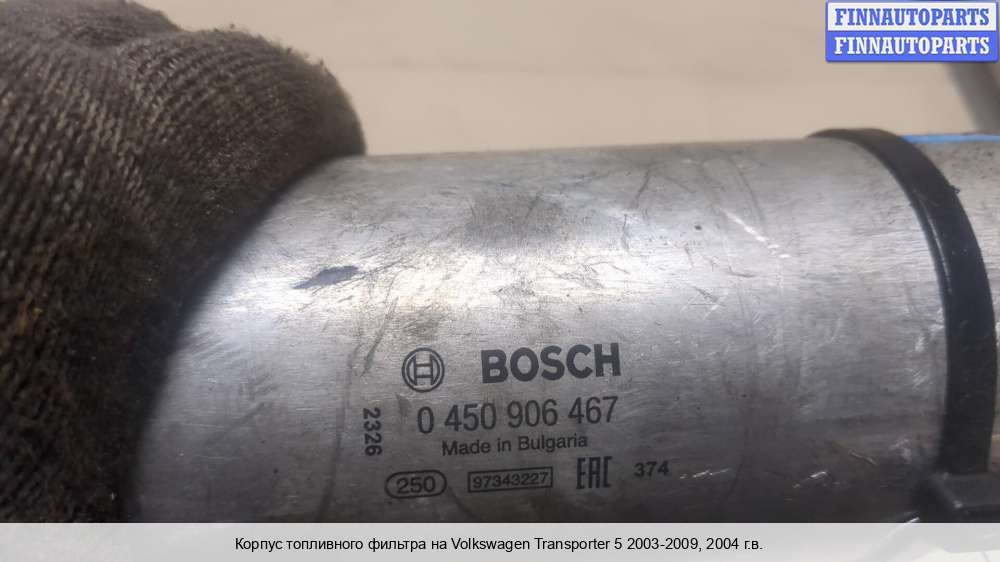 FINNAUTOPARTS
FINNAUTOPARTS
BOSCH
0 450 906 467
2326
Made in Bulgaria
250 97343227 EAC 374
Корпус топливного фильтра на Volkswagen Transporter 5 2003-2009, 2004 г.в.